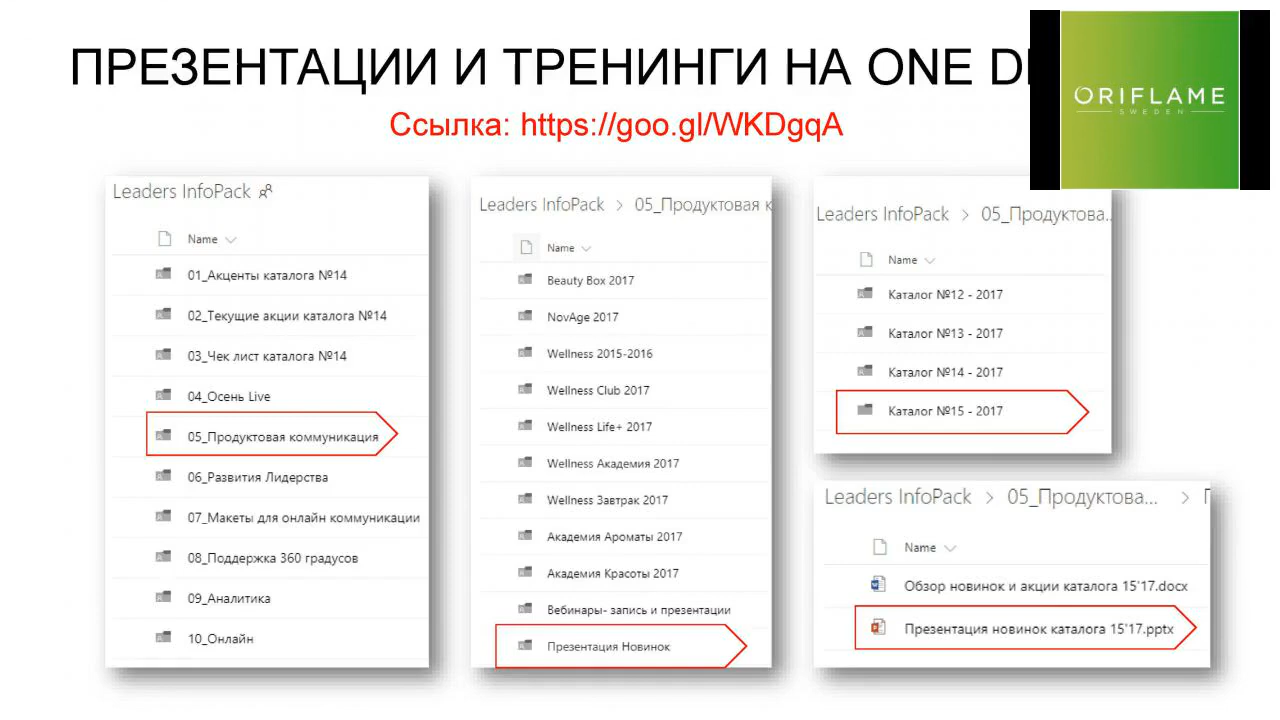 ПРЕЗЕНТАЦИИ И ТРЕНИНГИ НА ONE
ORIFLAME
SWEDEN
Ссылка: https://goo.gl/WKDgqA
Leaders InfoPack
Name
01_Акценты каталога №14
02_Текущие акции каталога №14
03_Чек лист каталога №14
04_Осень Live
05_Продуктовая коммуникация
06_Развития Лидерства
07_Макеты для онлайн коммуникации
08_Поддержка 360 градусов
09_Аналитика
10_Онлайн
Leaders InfoPack > 05_Продуктовая
Name
Beauty Box 2017
NovAge 2017
Wellness 2015-2016
Wellness Club 2017
Wellness Life+ 2017
Wellness Академия 2017
Wellness Завтрак 2017
Академия Ароматы 2017
Академия Красоты 2017
Вебинары- запись и презентации
Презентация Новинок
Leaders InfoPack > 05_Продуктова...
Name
Каталог №12 - 2017
Каталог №13 - 2017
Каталог №14 - 2017
Каталог №15 - 2017
Leaders InfoPack > 05_Продуктова... >
Name
Обзор новинок и акции каталога 15'17.docx
Презентация новинок каталога 15'17.pptx